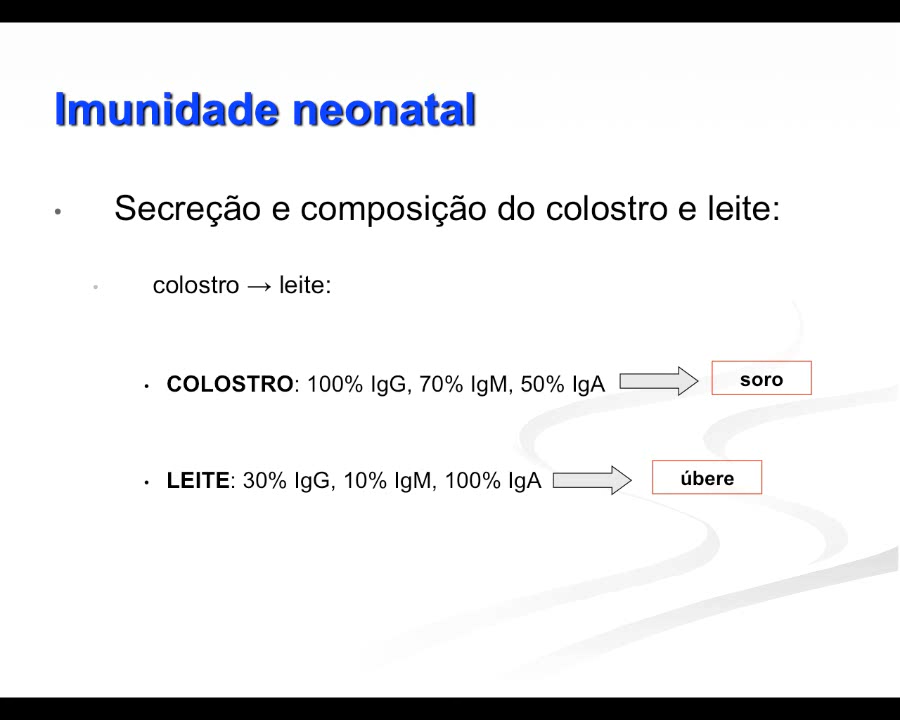 Imunidade neonatal
• Secreção e composição do colostro e leite:
• colostro → leite:
• COLOSTRO: 100% IgG, 70% IgM, 50% IgA soro
• LEITE: 30% IgG, 10% IgM, 100% IgA úbere